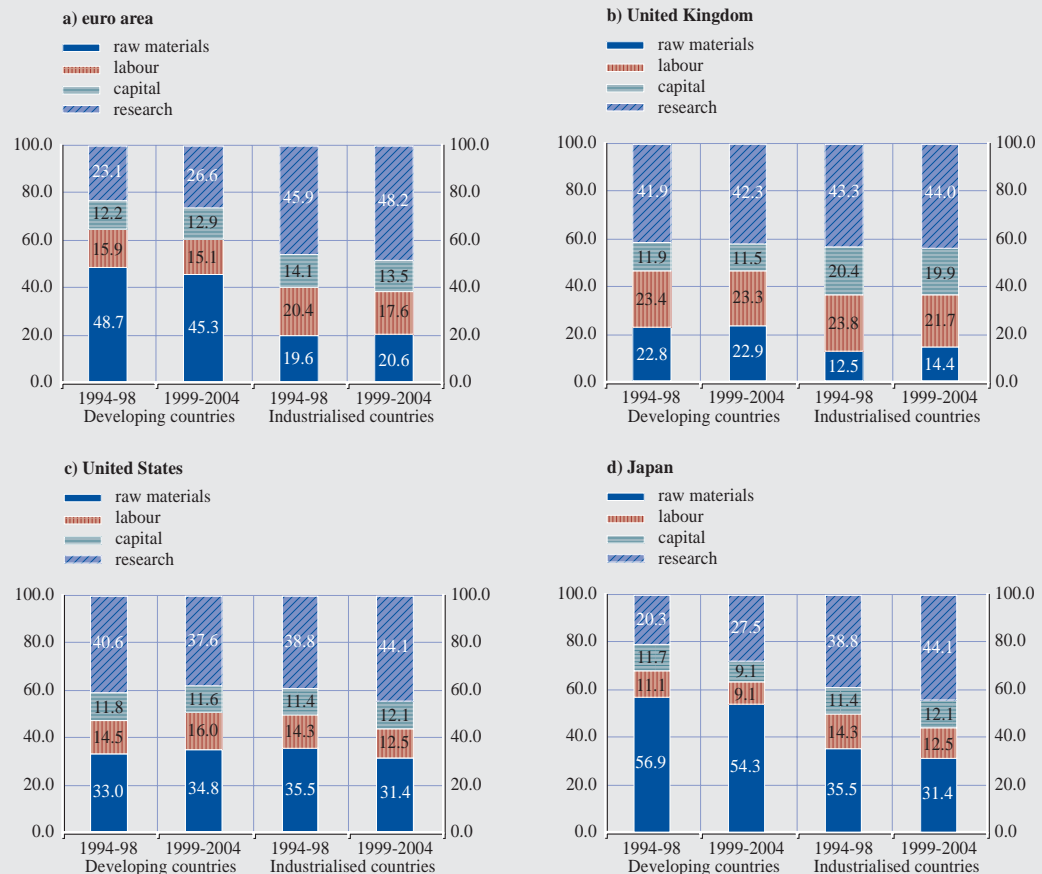 a) euro area
raw materials
labour
capital
research
100.0 23.1 26.6 45.9 48.2 100.0
80.0 12.2 12.9 80.0
60.0 15.9 15.1 14.1 13.5 60.0
40.0 48.7 45.3 20.4 17.6 40.0
20.0 19.6 20.6 20.0
0.0 0.0
1994-98 1999-2004 1994-98 1999-2004
Developing countries Industrialised countries
b) United Kingdom
raw materials
labour
capital
research
100.0 41.9 42.3 43.3 44.0 100.0
80.0 80.0
60.0 11.9 11.5 20.4 19.9 60.0
40.0 23.4 23.3 23.8 21.7 40.0
20.0 22.8 22.9 12.5 14.4 20.0
0.0 0.0
1994-98 1999-2004 1994-98 1999-2004
Developing countries Industrialised countries
c) United States
raw materials
labour
capital
research
100.0 40.6 37.6 38.8 44.1 100.0
80.0 80.0
60.0 11.8 11.6 11.4 12.1 60.0
40.0 14.5 16.0 14.3 12.5 40.0
20.0 33.0 34.8 35.5 31.4 20.0
0.0 0.0
1994-98 1999-2004 1994-98 1999-2004
Developing countries Industrialised countries
d) Japan
raw materials
labour
capital
research
100.0 20.3 27.5 38.8 44.1 100.0
80.0 11.7 9.1 80.0
60.0 11.1 9.1 11.4 12.1 60.0
40.0 56.9 54.3 14.3 12.5 40.0
20.0 35.5 31.4 20.0
0.0 0.0
1994-98 1999-2004 1994-98 1999-2004
Developing countries Industrialised countries